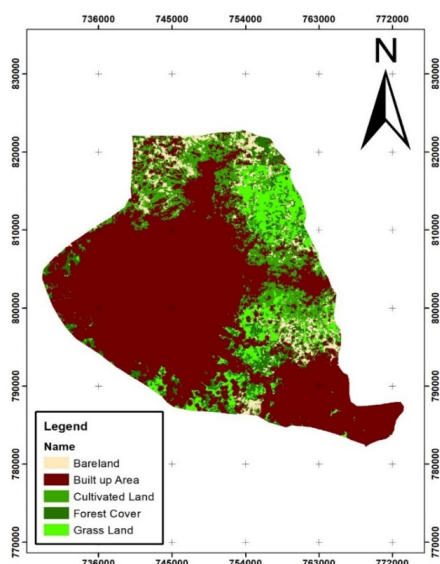 736000 745000 754000 763000 772000
N
830000 830000
820000 820000
810000 810000
800000 800000
790000 790000
780000 780000
770000 770000
Legend
Name
Bareland
Built up Area
Cultivated Land
Forest Cover
Grass Land
736000 745000 754000 763000 772000